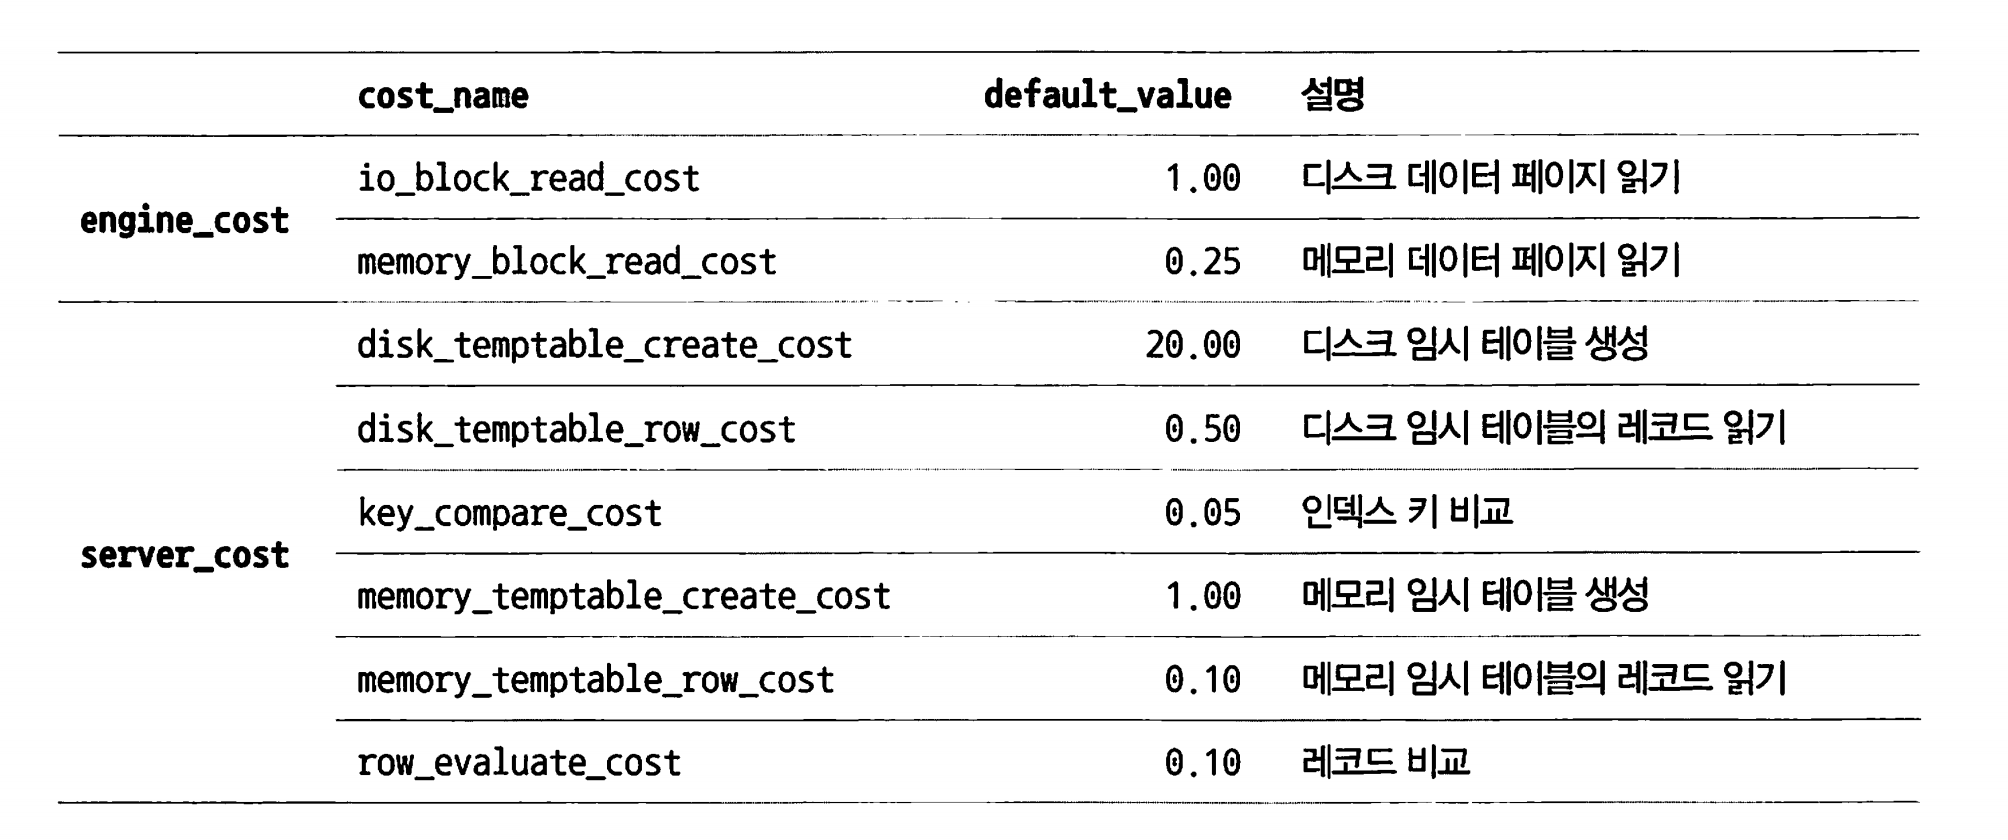 cost_name default_value 설명
engine_cost
io_block_read_cost 1.00 디스크 데이터 페이지 읽기
memory_block_read_cost 0.25 메모리 데이터 페이지 읽기
server_cost
disk_temptable_create_cost 20.00 디스크 임시 테이블 생성
disk_temptable_row_cost 0.50 디스크 임시 테이블의 레코드 읽기
key_compare_cost 0.05 인덱스 키 비교
memory_temptable_create_cost 1.00 메모리 임시 테이블 생성
memory_temptable_row_cost 0.10 메모리 임시 테이블의 레코드 읽기
row_evaluate_cost 0.10 레코드 비교